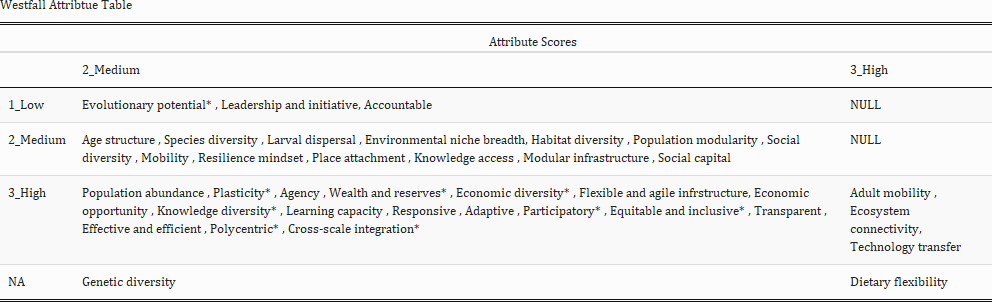 Westfall Attribtue Table
Attribute Scores
2_Medium 3_High
1_Low Evolutionary potential* , Leadership and initiative, Accountable NULL
2_Medium Age structure , Species diversity , Larval dispersal , Environmental niche breadth, Habitat diversity , Population modularity , Social NULL
diversity , Mobility , Resilience mindset , Place attachment , Knowledge access , Modular infrastructure , Social capital
3_High Population abundance , Plasticity* , Agency , Wealth and reserves* , Economic diversity* , Flexible and agile infrstructure, Economic Adult mobility ,
opportunity , Knowledge diversity* , Learning capacity , Responsive , Adaptive , Participatory* , Equitable and inclusive* , Transparent , Ecosystem
Effective and efficient , Polycentric* , Cross-scale integration* connectivity,
Technology transfer
NA Genetic diversity Dietary flexibility